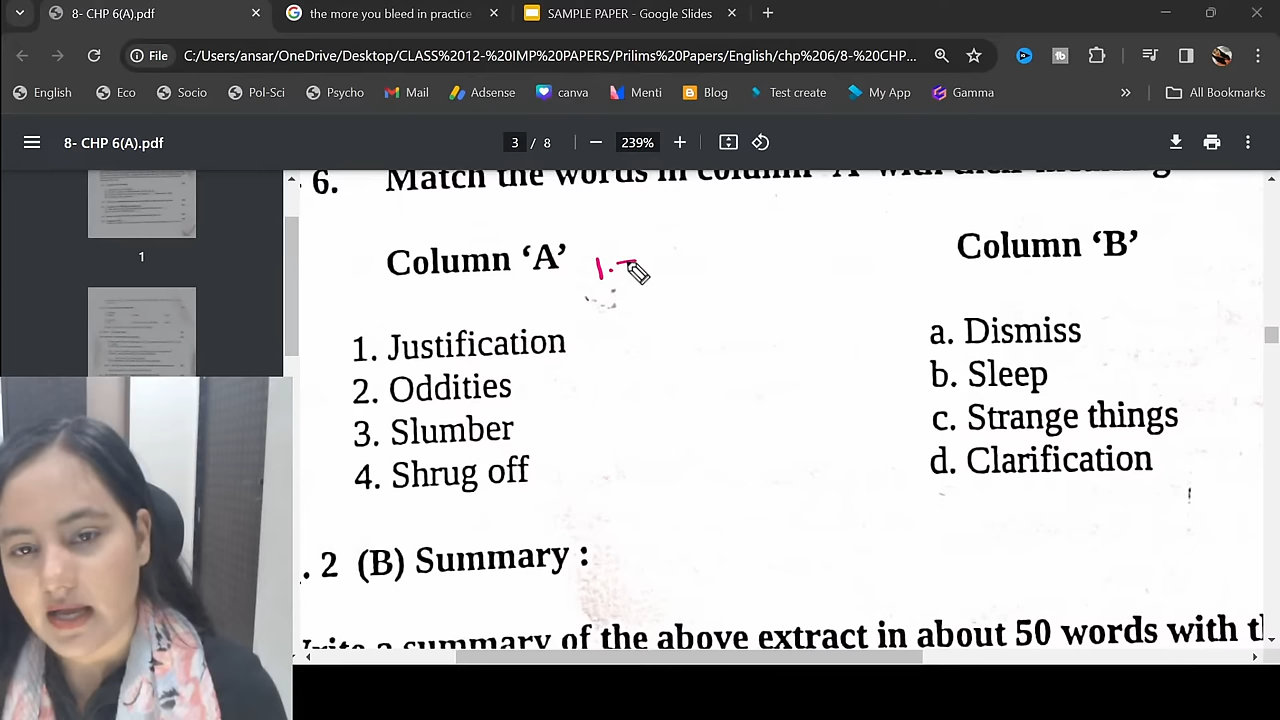 8- CHP 6(A).pdf
the more you bleed in practice
SAMPLE PAPER - Google Slides
File
C:/Users/ansar/OneDrive/Desktop/CLASS%2012-%20IMP%20PAPERS/Prilims%20Papers/English/chp%206/8-%20CHP...
English
Eco
Socio
Pol-Sci
Psycho
Mail
Adsense
canva
Menti
Blog
Test create
My App
Gamma
»
All Bookmarks
8- CHP 6(A).pdf
3 / 8
239%
1
6. Match the words in column 'A' with their meaning
Column ‘A’
1.
Column ‘B’
1. Justification
a. Dismiss
2. Oddities
b. Sleep
3. Slumber
c. Strange things
4. Shrug off
d. Clarification
. 2 (B) Summary :
a summary of the above extract in about 50 words with